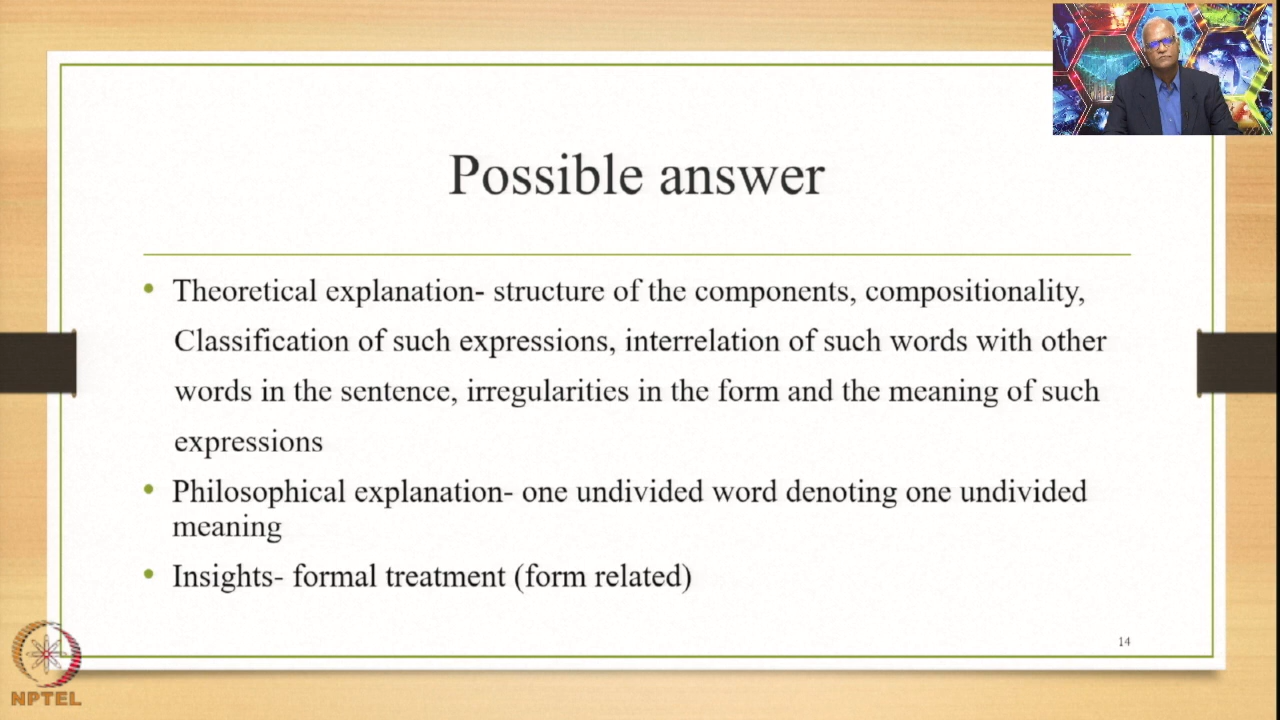 Possible answer
• Theoretical explanation- structure of the components, compositionality,
Classification of such expressions, interrelation of such words with other
words in the sentence, irregularities in the form and the meaning of such
expressions
• Philosophical explanation- one undivided word denoting one undivided
meaning
• Insights- formal treatment (form related)
14
NPTEL